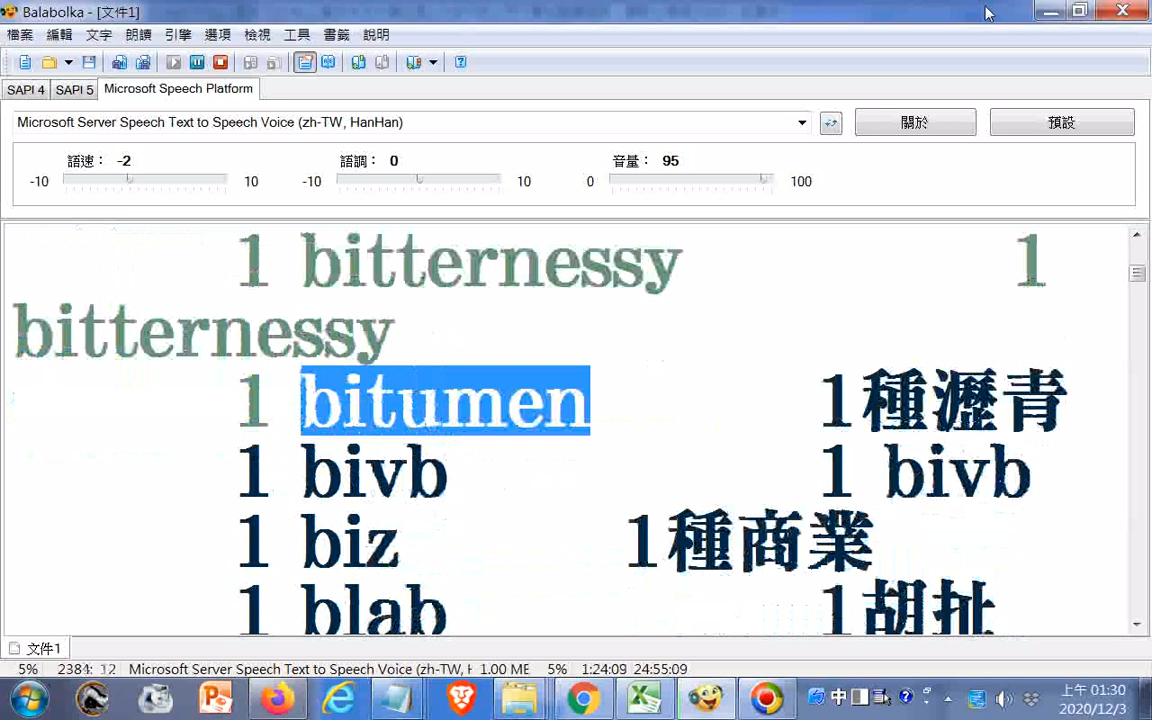 Balabolka - [文件1]
檔案 編輯 文字 朗讀 引擎 選項 檢視 工具 書籤 說明
SAPI 4 SAPI 5 Microsoft Speech Platform
Microsoft Server Speech Text to Speech Voice (zh-TW, HanHan) 關於 預設
語速： -2 語調： 0 音量： 95
-10 10 -10 10 0 100
1 bitternessy 1
bitternessy
1 bitumen 1種瀝青
1 bivb 1 bivb
1 biz 1種商業
1 blab 1胡扯
文件1
5% 2384: 12 Microsoft Server Speech Text to Speech Voice (zh-TW, H 1.00 ME 5% 1:24:09 24:55:09
中 上午 01:30
2020/12/3